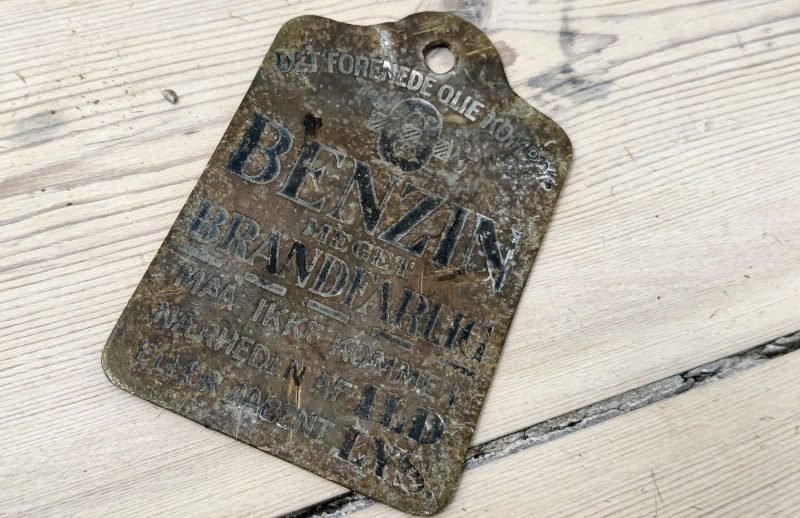 DET FORENEDE OLIE KOMPAGNI
BENZIN
MEGET
BRANDFARLIG
MAA IKKE KOMME I
NÆRHEDEN AF ILD
ELLER AABENT LYS.